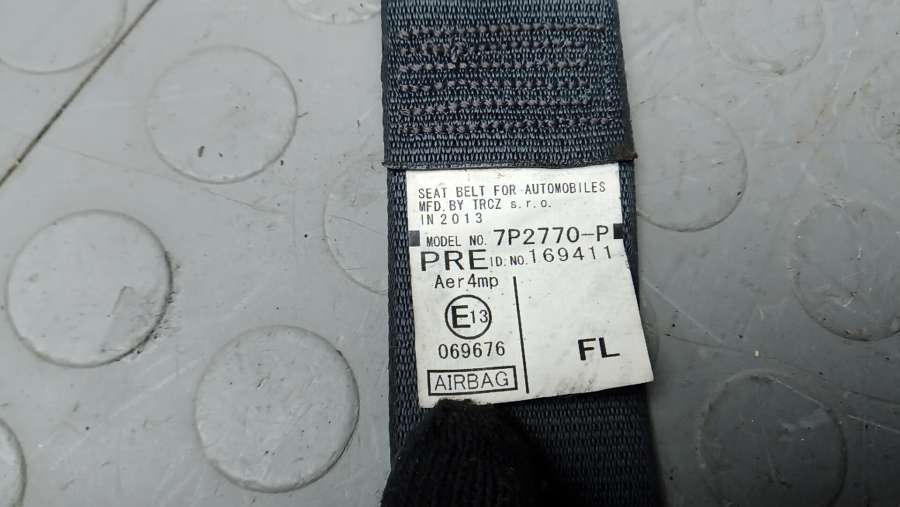 SEAT BELT FOR AUTOMOBILES
MFD. BY TRCZ s.r.o.
IN 2013
MODEL NO. 7P2770-P
PRE ID. NO. 169411
Aer4mp
E13
069676
FL
AIRBAG